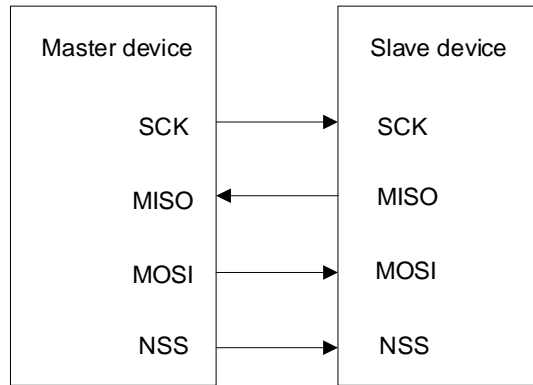 Master device
Slave device
SCK
SCK
MISO
MISO
MOSI
MOSI
NSS
NSS